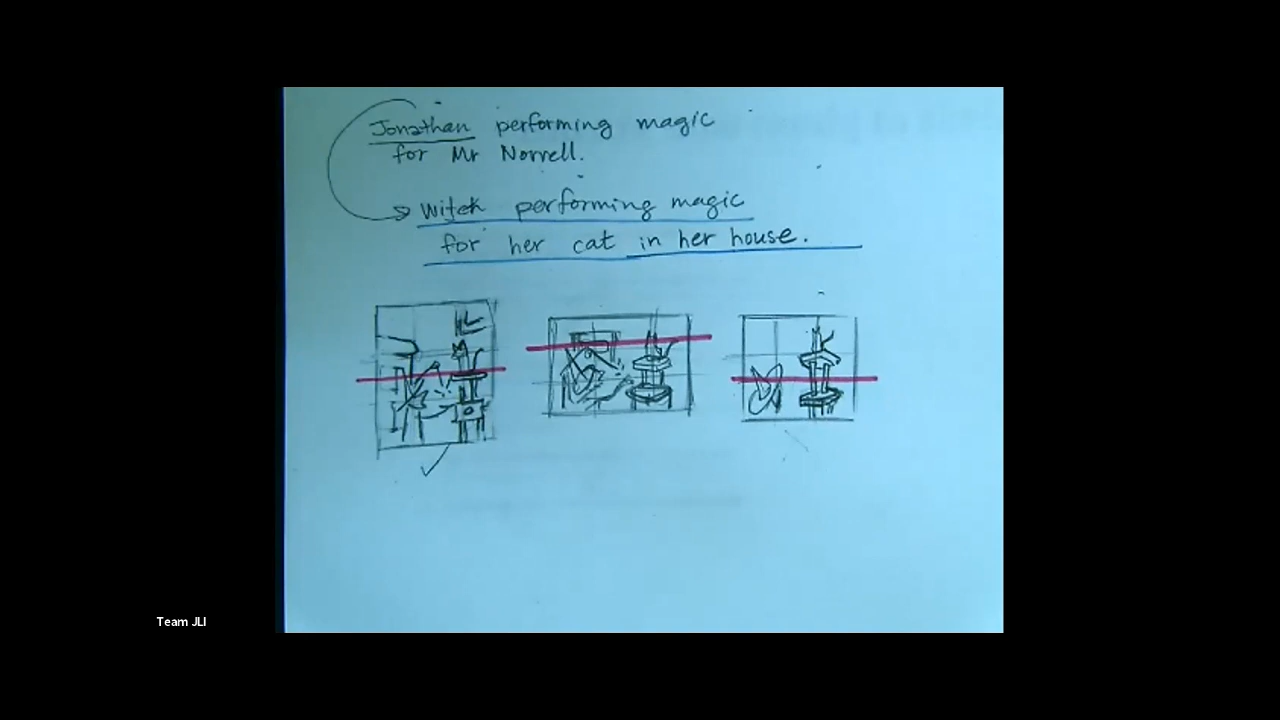 Jonathan performing magic
for Mr Norrell.
Witch performing magic
for her cat in her house.
Team JLI